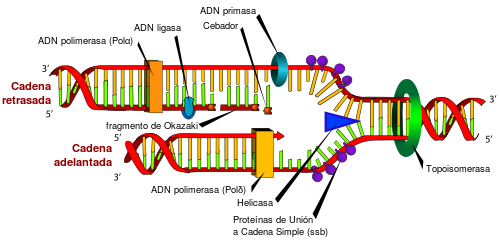 ADN primasa
ADN ligasa
Cebador
ADN polimerasa (Polα)
3’
Cadena
retrasada
5’
3’
5’
fragmento de Okazaki
5’
Cadena
adelantada
3’
ADN polimerasa (Polδ)
Helicasa
Topoisomerasa
Proteínas de Unión
a Cadena Simple (ssb)